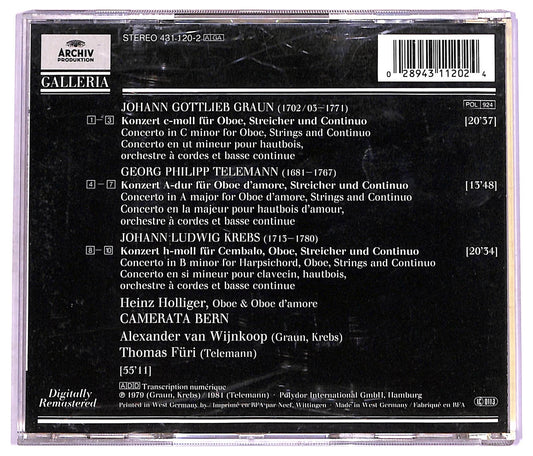 STEREO 431-120-2 A GA
ARCHIV
PRODUKTION
GALLERIA
0 28943 11202 4
JOHANN GOTTLIEB GRAUN (1702/03–1771)
POL 924
1 – 3 Konzert c-moll für Oboe, Streicher und Continuo [20'37]
Concerto in C minor for Oboe, Strings and Continuo
Concerto en ut mineur pour hautbois,
orchestre à cordes et basse continue
GEORG PHILIPP TELEMANN (1681–1767)
4 – 7 Konzert A-dur für Oboe d'amore, Streicher und Continuo [13'48]
Concerto in A major for Oboe d'amore, Strings and Continuo
Concerto en la majeur pour hautbois d'amour,
orchestre à cordes et basse continue
JOHANN LUDWIG KREBS (1713–1780)
8 – 10 Konzert h-moll für Cembalo, Oboe, Streicher und Continuo [20'34]
Concerto in B minor for Harpsichord, Oboe, Strings and Continuo
Concerto en si mineur pour clavecin, hautbois,
orchestre à cordes et basse continue
Heinz Holliger, Oboe & Oboe d'amore
CAMERATA BERN
Alexander van Wijnkoop (Graun, Krebs)
Thomas Füri (Telemann)
[55'11]
ADD Transcription numérique
Digitally
Remastered
℗ 1979 (Graun, Krebs) / 1981 (Telemann) · Polydor International GmbH, Hamburg
Printed in West Germany by / Imprimé en BFA par Neef, Wittingen · Made in West Germany / Fabriqué en BFA